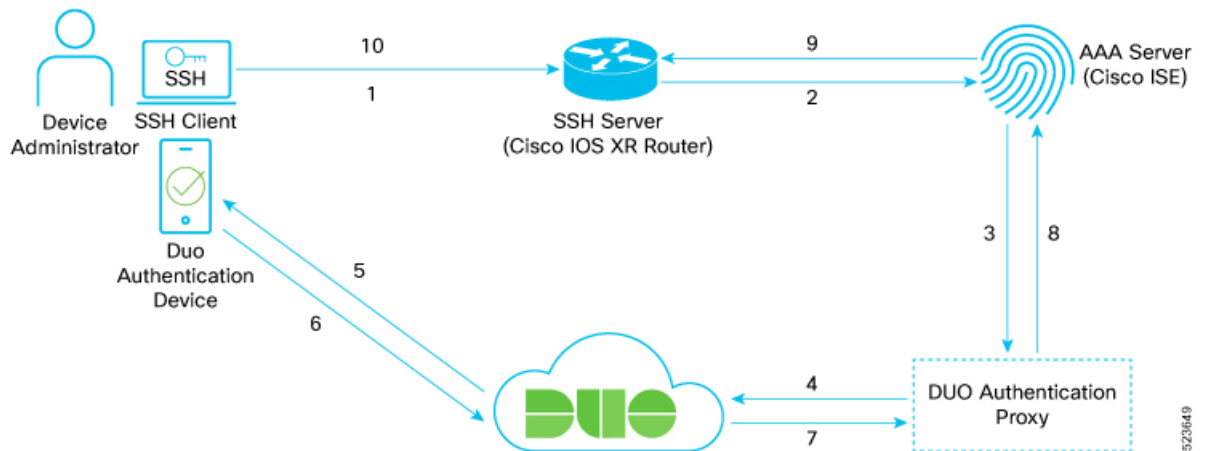 10
1
9
2
AAA Server
(Cisco ISE)
SSH
Device
Administrator
SSH Client
SSH Server
(Cisco IOS XR Router)
3
8
Duo
Authentication
Device
5
6
DUO
4
7
DUO Authentication
Proxy
523649